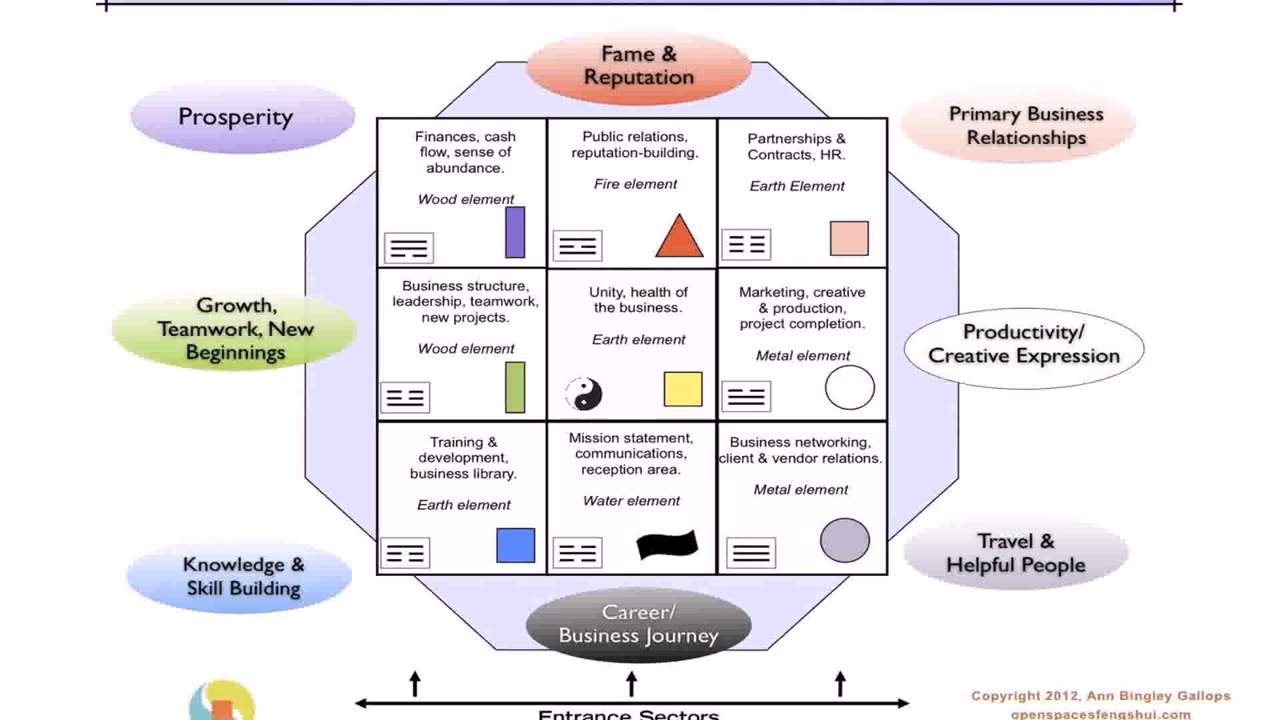 Fame &
Reputation
Prosperity
Primary Business
Relationships
Finances, cash
flow, sense of
abundance.
Wood element
Public relations,
reputation-building.
Fire element
Partnerships &
Contracts, HR.
Earth Element
Growth,
Teamwork, New
Beginnings
Business structure,
leadership, teamwork,
new projects.
Wood element
Unity, health of
the business.
Earth element
Marketing, creative
& production,
project completion.
Metal element
Productivity/
Creative Expression
Training &
development,
business library.
Earth element
Mission statement,
communications,
reception area.
Water element
Business networking,
client & vendor relations.
Metal element
Knowledge &
Skill Building
Travel &
Helpful People
Career/
Business Journey
Entrance Sectors
Copyright 2012, Ann Bingley Gallops
openspacesfengshui.com